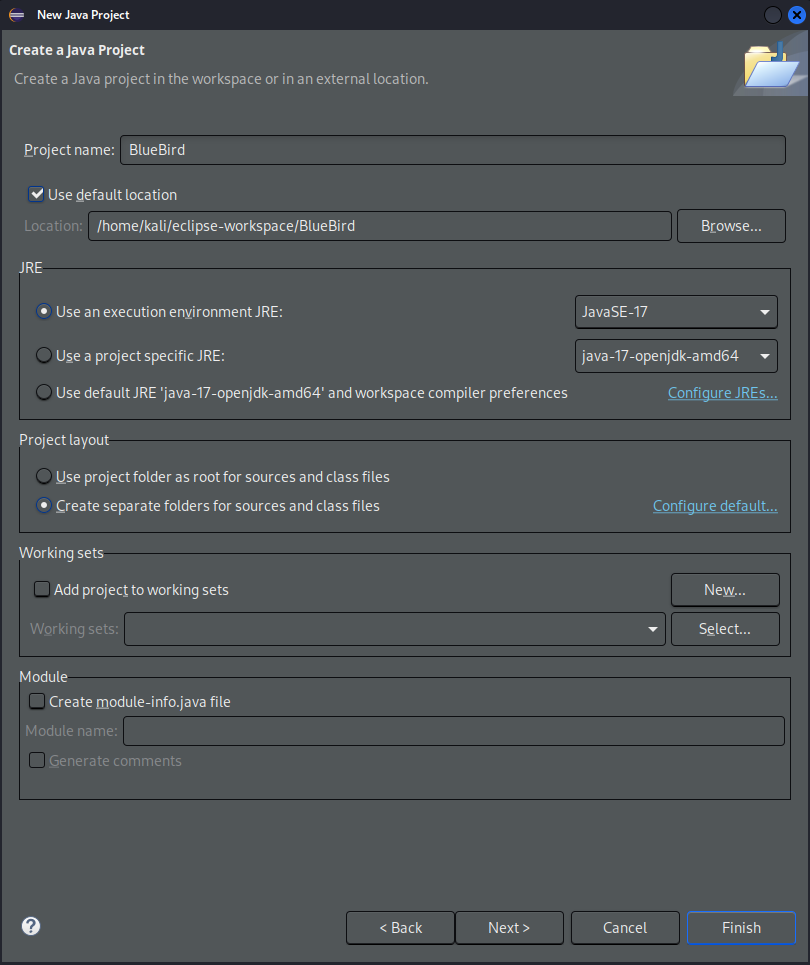 New Java Project
Create a Java Project
Create a Java project in the workspace or in an external location.
Project name: BlueBird
Use default location
Location: /home/kali/eclipse-workspace/BlueBird Browse...
JRE
Use an execution environment JRE: JavaSE-17
Use a project specific JRE: java-17-openjdk-amd64
Use default JRE 'java-17-openjdk-amd64' and workspace compiler preferences Configure JREs...
Project layout
Use project folder as root for sources and class files
Create separate folders for sources and class files Configure default...
Working sets
Add project to working sets New...
Working sets: Select...
Module
Create module-info.java file
Module name:
Generate comments
? < Back Next > Cancel Finish